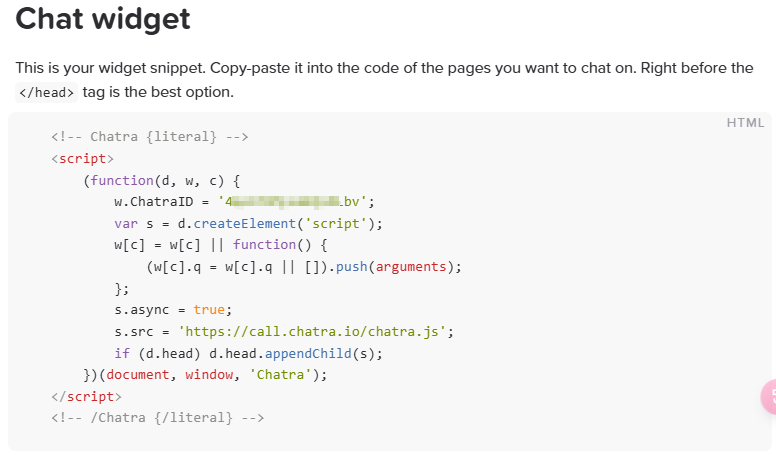 Chat widget
This is your widget snippet. Copy-paste it into the code of the pages you want to chat on. Right before the
</head> tag is the best option.
HTML
<!-- Chatra {literal} -->
<script>
(function(d, w, c) {
w.ChatraID = '4 bv';
var s = d.createElement('script');
w[c] = w[c] || function() {
(w[c].q = w[c].q || []).push(arguments);
};
s.async = true;
s.src = 'https://call.chatra.io/chatra.js';
if (d.head) d.head.appendChild(s);
})(document, window, 'Chatra');
</script>
<!-- /Chatra {/literal} -->